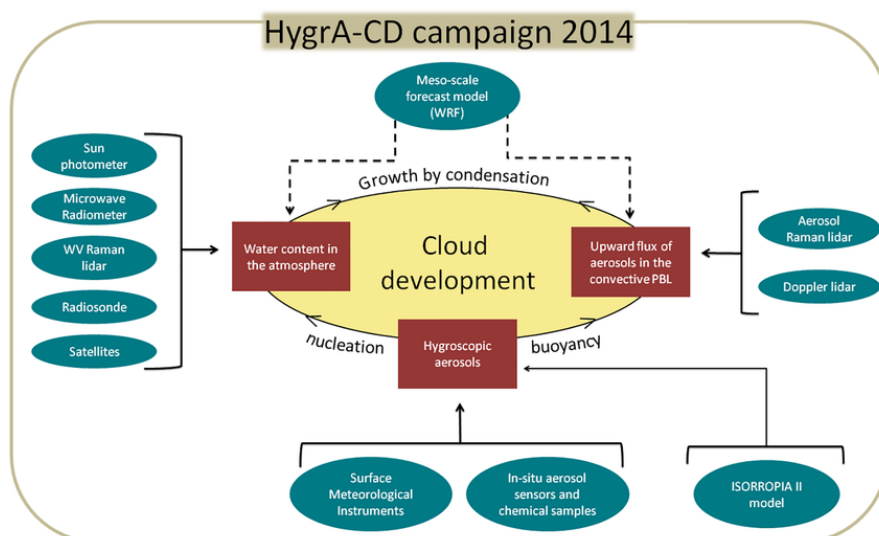 HygrA-CD campaign 2014
Meso-scale
forecast model
(WRF)
Sun
photometer
Microwave
Radiometer
WV Raman
lidar
Radiosonde
Satellites
Growth by condensation
Water content in
the atmosphere
Cloud
development
Upward flux of
aerosols in the
convective PBL
Aerosol
Raman lidar
Doppler lidar
nucleation
Hygroscopic
aerosols
buoyancy
Surface
Meteorological
Instruments
In-situ aerosol
sensors and
chemical samples
ISORROPIA II
model